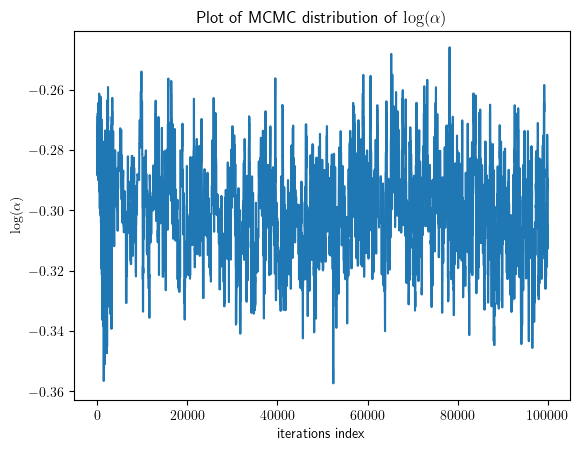 Plot of MCMC distribution of log(α)
log(α)
−0.26
−0.28
−0.30
−0.32
−0.34
−0.36
0 20000 40000 60000 80000 100000
iterations index